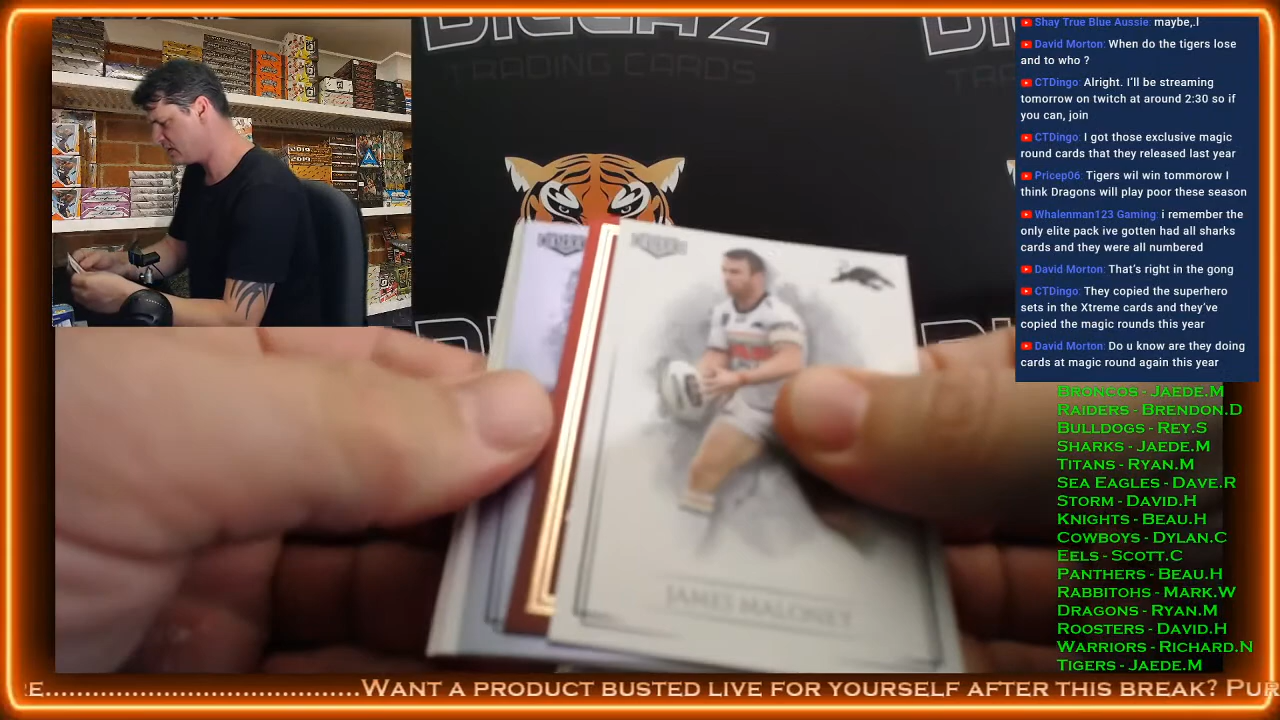 DIGGAZ
TRADING CARDS
2019
2019
ELITE
JAMES MALONEY
Shay True Blue Aussie: maybe,.I
David Morton: When do the tigers lose
and to who ?
CTDingo: Alright. I'll be streaming
tomorrow on twitch at around 2:30 so if
you can, join
CTDingo: I got those exclusive magic
round cards that they released last year
Pricep06: Tigers wil win tommorow I
think Dragons will play poor these season
Whalenman123 Gaming: i remember the
only elite pack ive gotten had all sharks
cards and they were all numbered
David Morton: That's right in the gong
CTDingo: They copied the superhero
sets in the Xtreme cards and they've
copied the magic rounds this year
David Morton: Do u know are they doing
cards at magic round again this year
BRONCOS - JAEDE.M
RAIDERS - BRENDON.D
BULLDOGS - REY.S
SHARKS - JAEDE.M
TITANS - RYAN.M
SEA EAGLES - DAVE.R
STORM - DAVID.H
KNIGHTS - BEAU.H
COWBOYS - DYLAN.C
EELS - SCOTT.C
PANTHERS - BEAU.H
RABBITOHS - MARK.W
DRAGONS - RYAN.M
ROOSTERS - DAVID.H
WARRIORS - RICHARD.N
TIGERS - JAEDE.M
E.......................................WANT A PRODUCT BUSTED LIVE FOR YOURSELF AFTER THIS BREAK? PUR